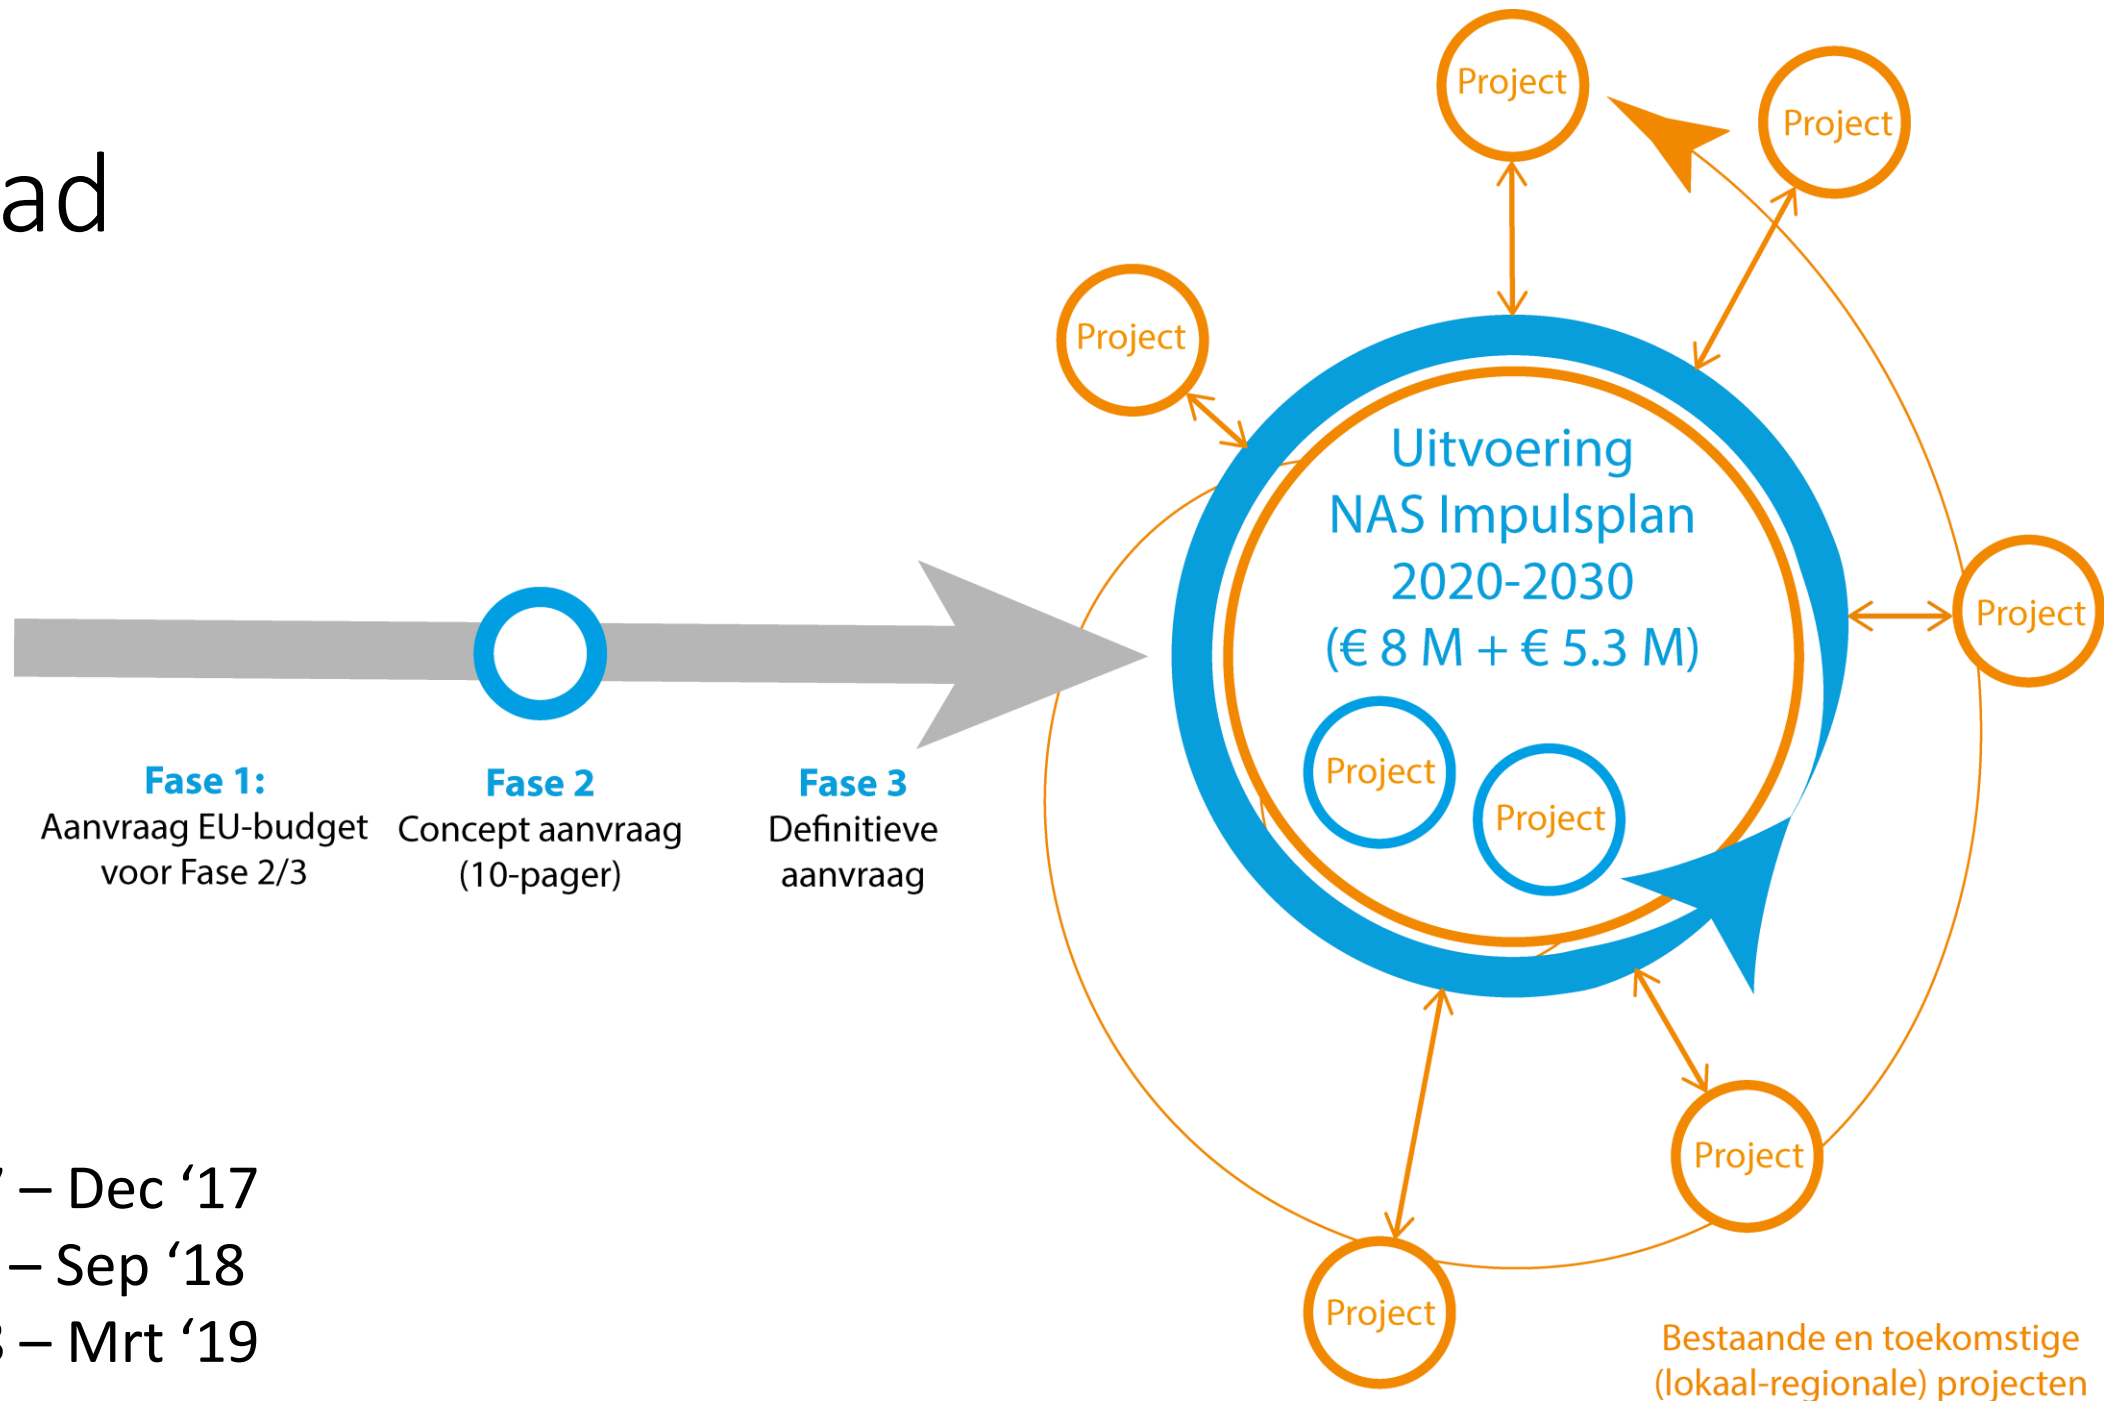 ad
Project
Project
Project
Uitvoering
NAS Impulsplan
2020-2030
(€ 8 M + € 5.3 M)
Project
Project
Project
Fase 1:
Aanvraag EU-budget
voor Fase 2/3
Fase 2
Concept aanvraag
(10-pager)
Fase 3
Definitieve
aanvraag
Project
Project
– Dec ‘17
– Sep ‘18
– Mrt ‘19
Bestaande en toekomstige
(lokaal-regionale) projecten